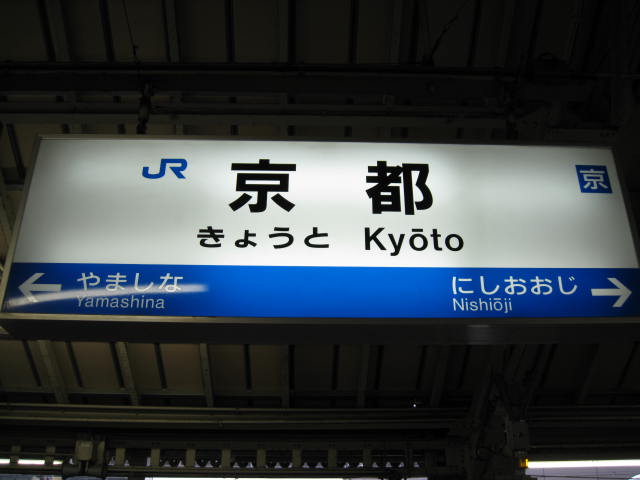 JR 京都 京
きょうと Kyōto
← やましな にしおおじ →
Yamashina Nishiōji